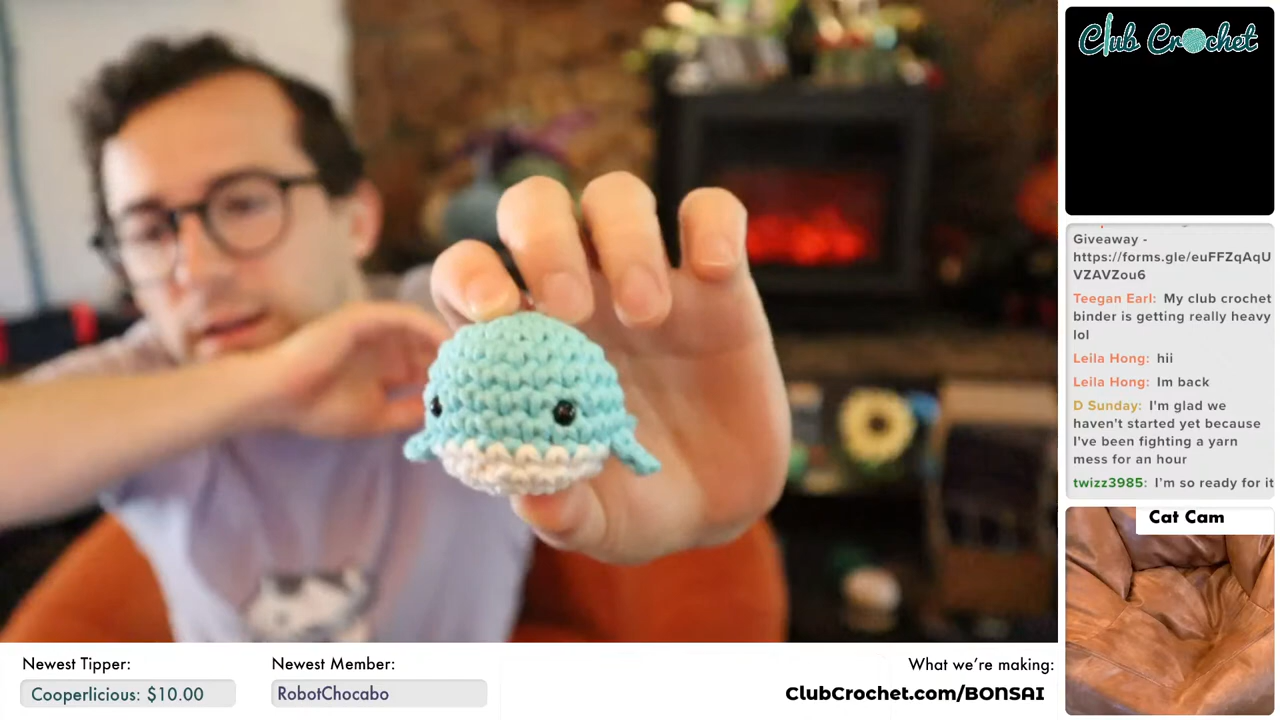 Club Crochet
Giveaway -
https://forms.gle/euFFZqAqU
VZAVZou6
Teegan Earl: My club crochet
binder is getting really heavy
lol
Leila Hong: hii
Leila Hong: Im back
D Sunday: I'm glad we
haven't started yet because
I've been fighting a yarn
mess for an hour
twizz3985: I'm so ready for it
Cat Cam
Newest Tipper:
Cooperlicious: $10.00
Newest Member:
RobotChocabo
What we're making:
ClubCrochet.com/BONSAI